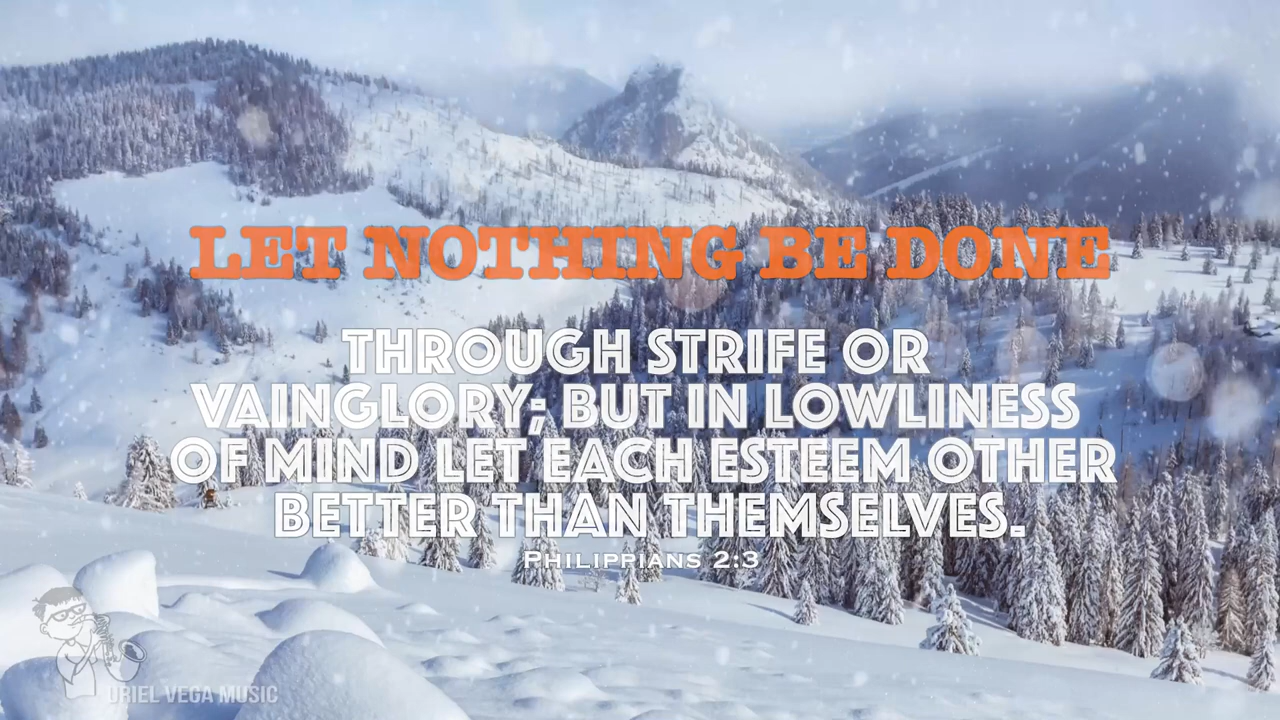 LET NOTHING BE DONE
THROUGH STRIFE OR
VAINGLORY; BUT IN LOWLINESS
OF MIND LET EACH ESTEEM OTHER
BETTER THAN THEMSELVES.
PHILIPPIANS 2:3
URIEL VEGA MUSIC